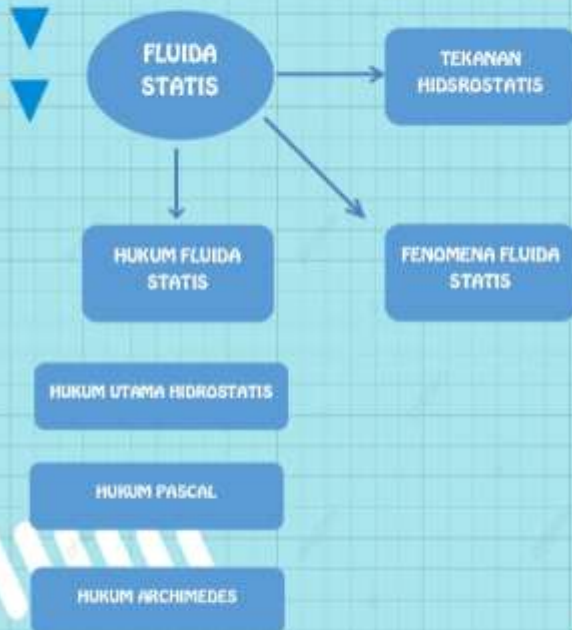 FLUIDA
STATIS
TEKANAN
HIDSROSTATIS
HUKUM FLUIDA
STATIS
FENOMENA FLUIDA
STATIS
HUKUM UTAMA HIDROSTATIS
HUKUM PASCAL
HUKUM ARCHIMEDES